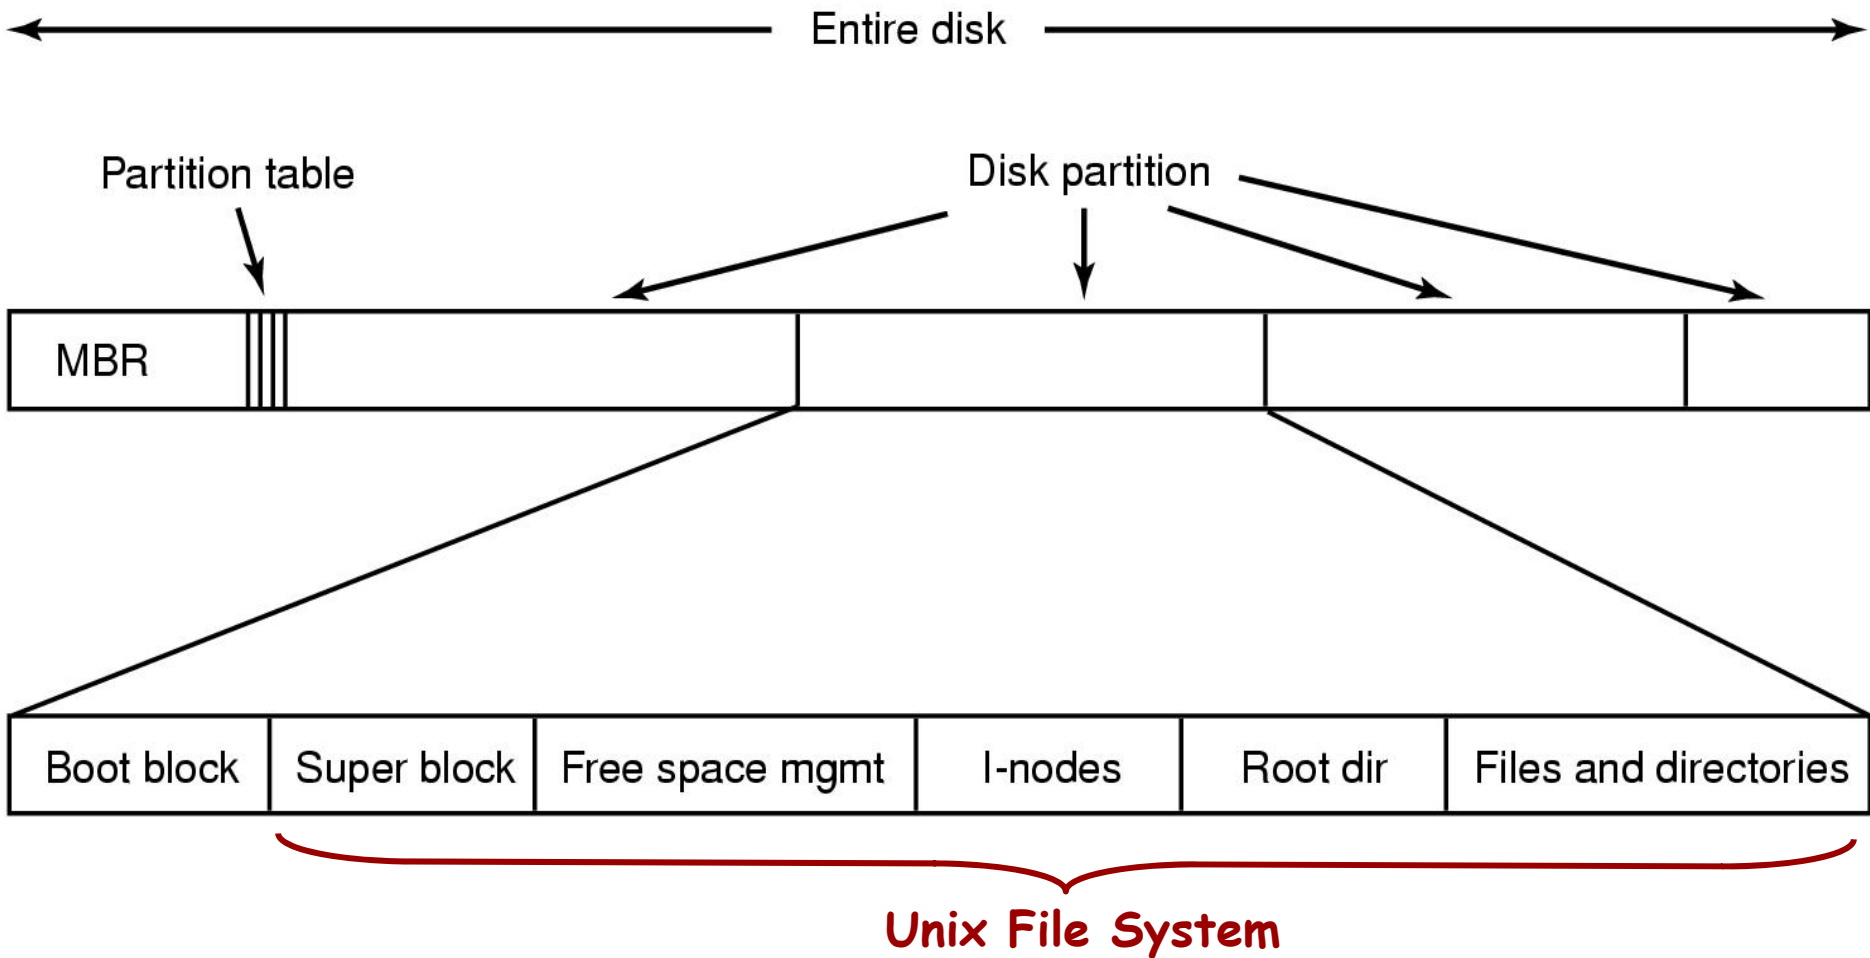 Entire disk
Partition table
Disk partition
MBR
Boot block
Super block
Free space mgmt
I-nodes
Root dir
Files and directories
Unix File System